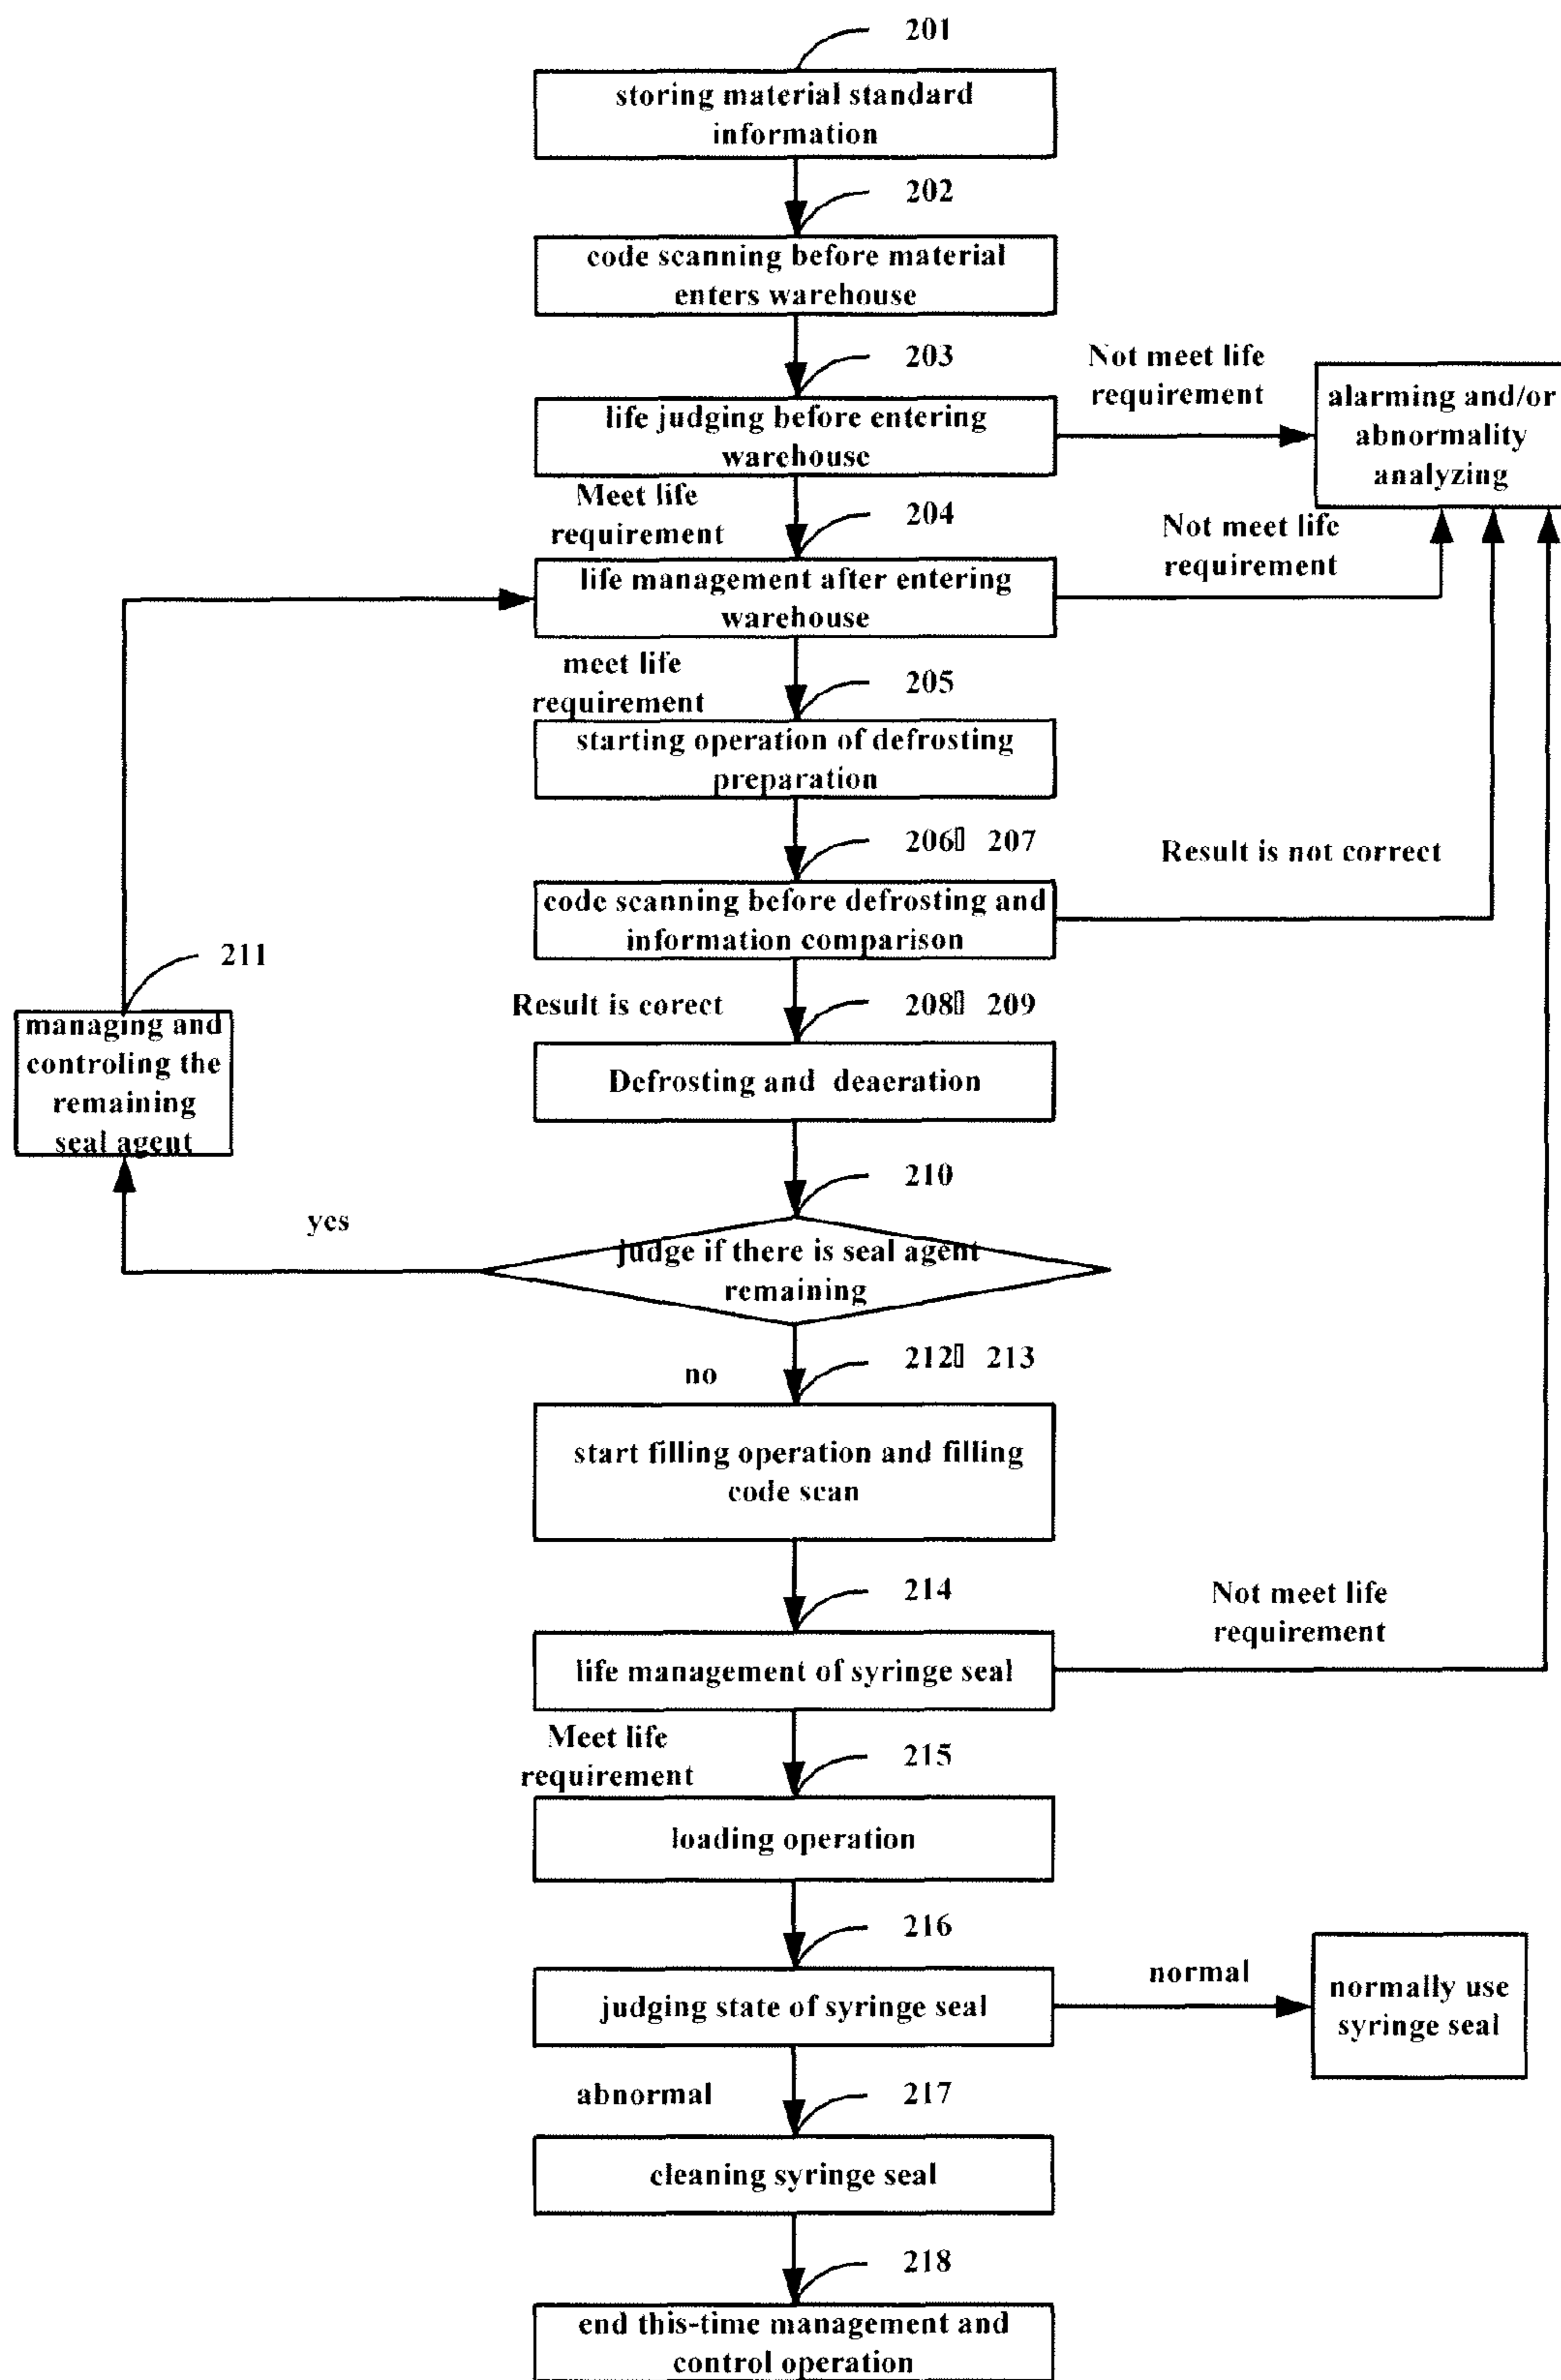 201
storing material standard
information
202
code scanning before material
enters warehouse
203
life judging before entering
warehouse
Not meet life
requirement
alarming and/or
abnormality
analyzing
Meet life
requirement
204
life management after entering
warehouse
Not meet life
requirement
meet life
requirement
205
starting operation of defrosting
preparation
206▯ 207
code scanning before defrosting and
information comparison
Result is not correct
211
managing and
controling the
remaining
seal agent
Result is corect
208▯ 209
Defrosting and deaeration
210
yes
judge if there is seal agent
remaining
no
212▯ 213
start filling operation and filling
code scan
214
life management of syringe seal
Not meet life
requirement
Meet life
requirement
215
loading operation
216
judging state of syringe seal
normal
normally use
syringe seal
abnormal
217
cleaning syringe seal
218
end this-time management and
control operation